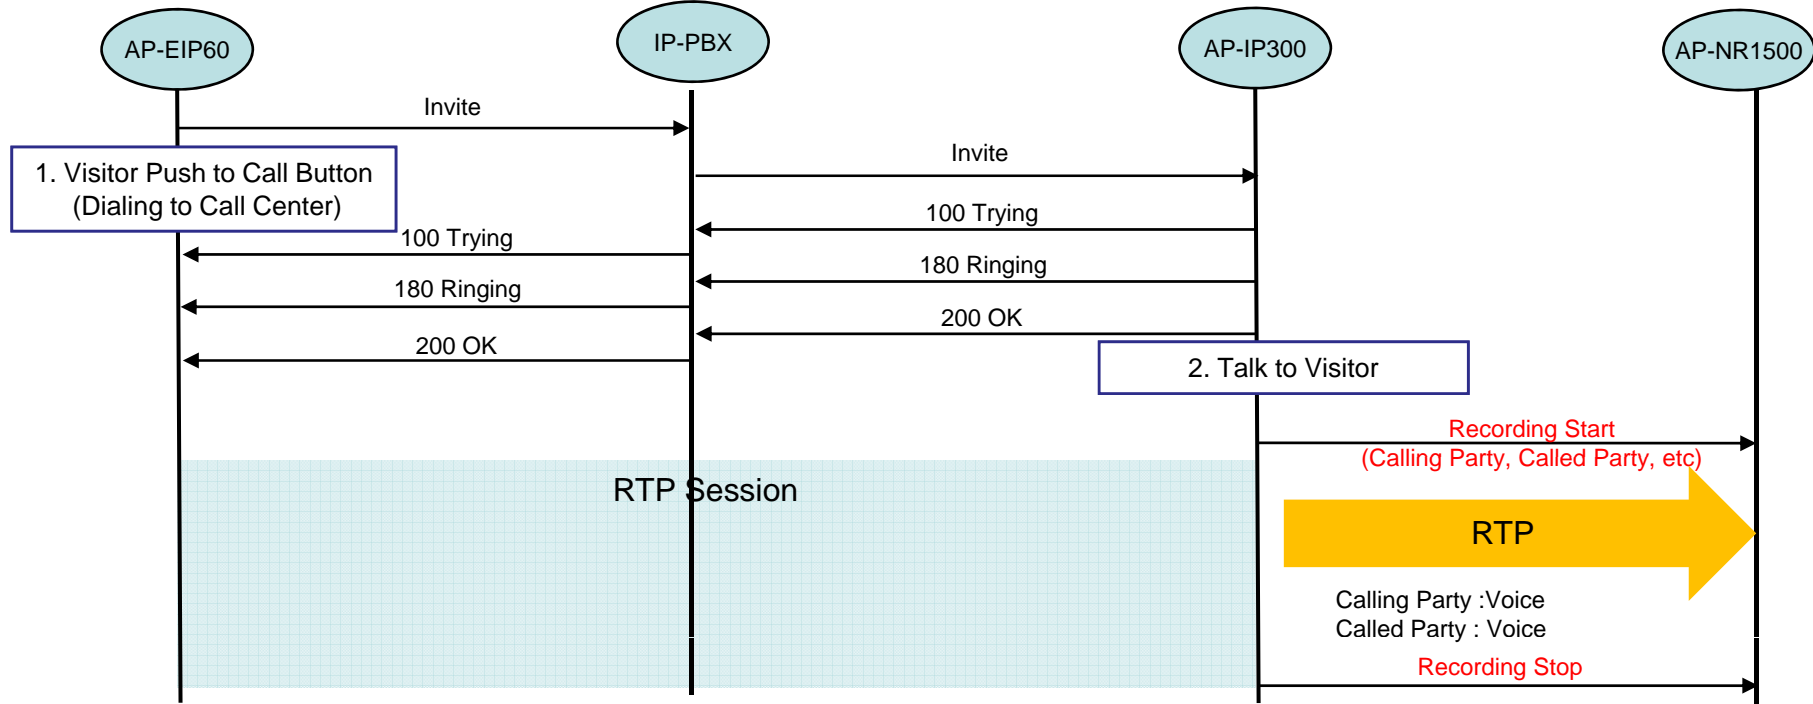 AP-EIP60
IP-PBX
AP-IP300
AP-NR1500
Invite
1. Visitor Push to Call Button
(Dialing to Call Center)
Invite
100 Trying
100 Trying
180 Ringing
180 Ringing
200 OK
200 OK
2. Talk to Visitor
Recording Start
(Calling Party, Called Party, etc)
RTP Session
RTP
Calling Party :Voice
Called Party : Voice
Recording Stop